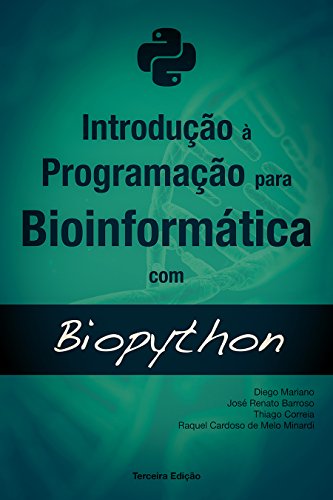 Introdução à
Programação para
Bioinformática
com
Biopython
Diego Mariano
José Renato Barroso
Thiago Correia
Raquel Cardoso de Melo Minardi
Terceira Edição